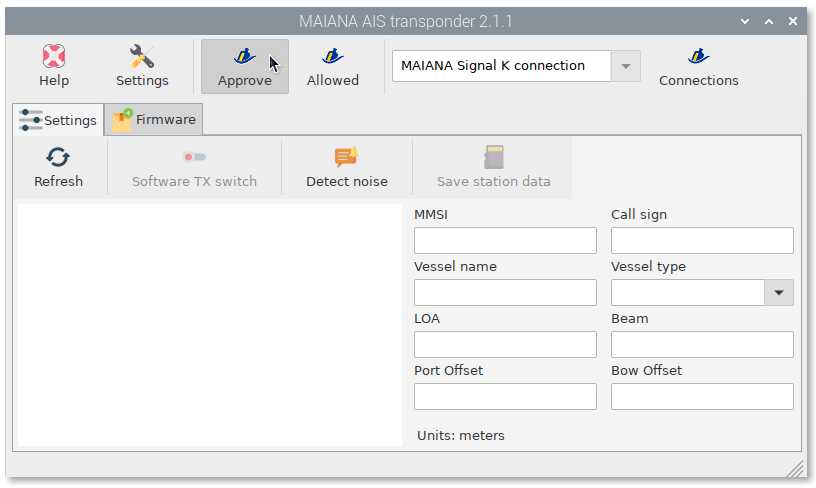 MAIANA AIS transponder 2.1.1
Help
Settings
Approve
Allowed
MAIANA Signal K connection
Connections
Settings
Firmware
Refresh
Software TX switch
Detect noise
Save station data
MMSI
Call sign
Vessel name
Vessel type
LOA
Beam
Port Offset
Bow Offset
Units: meters